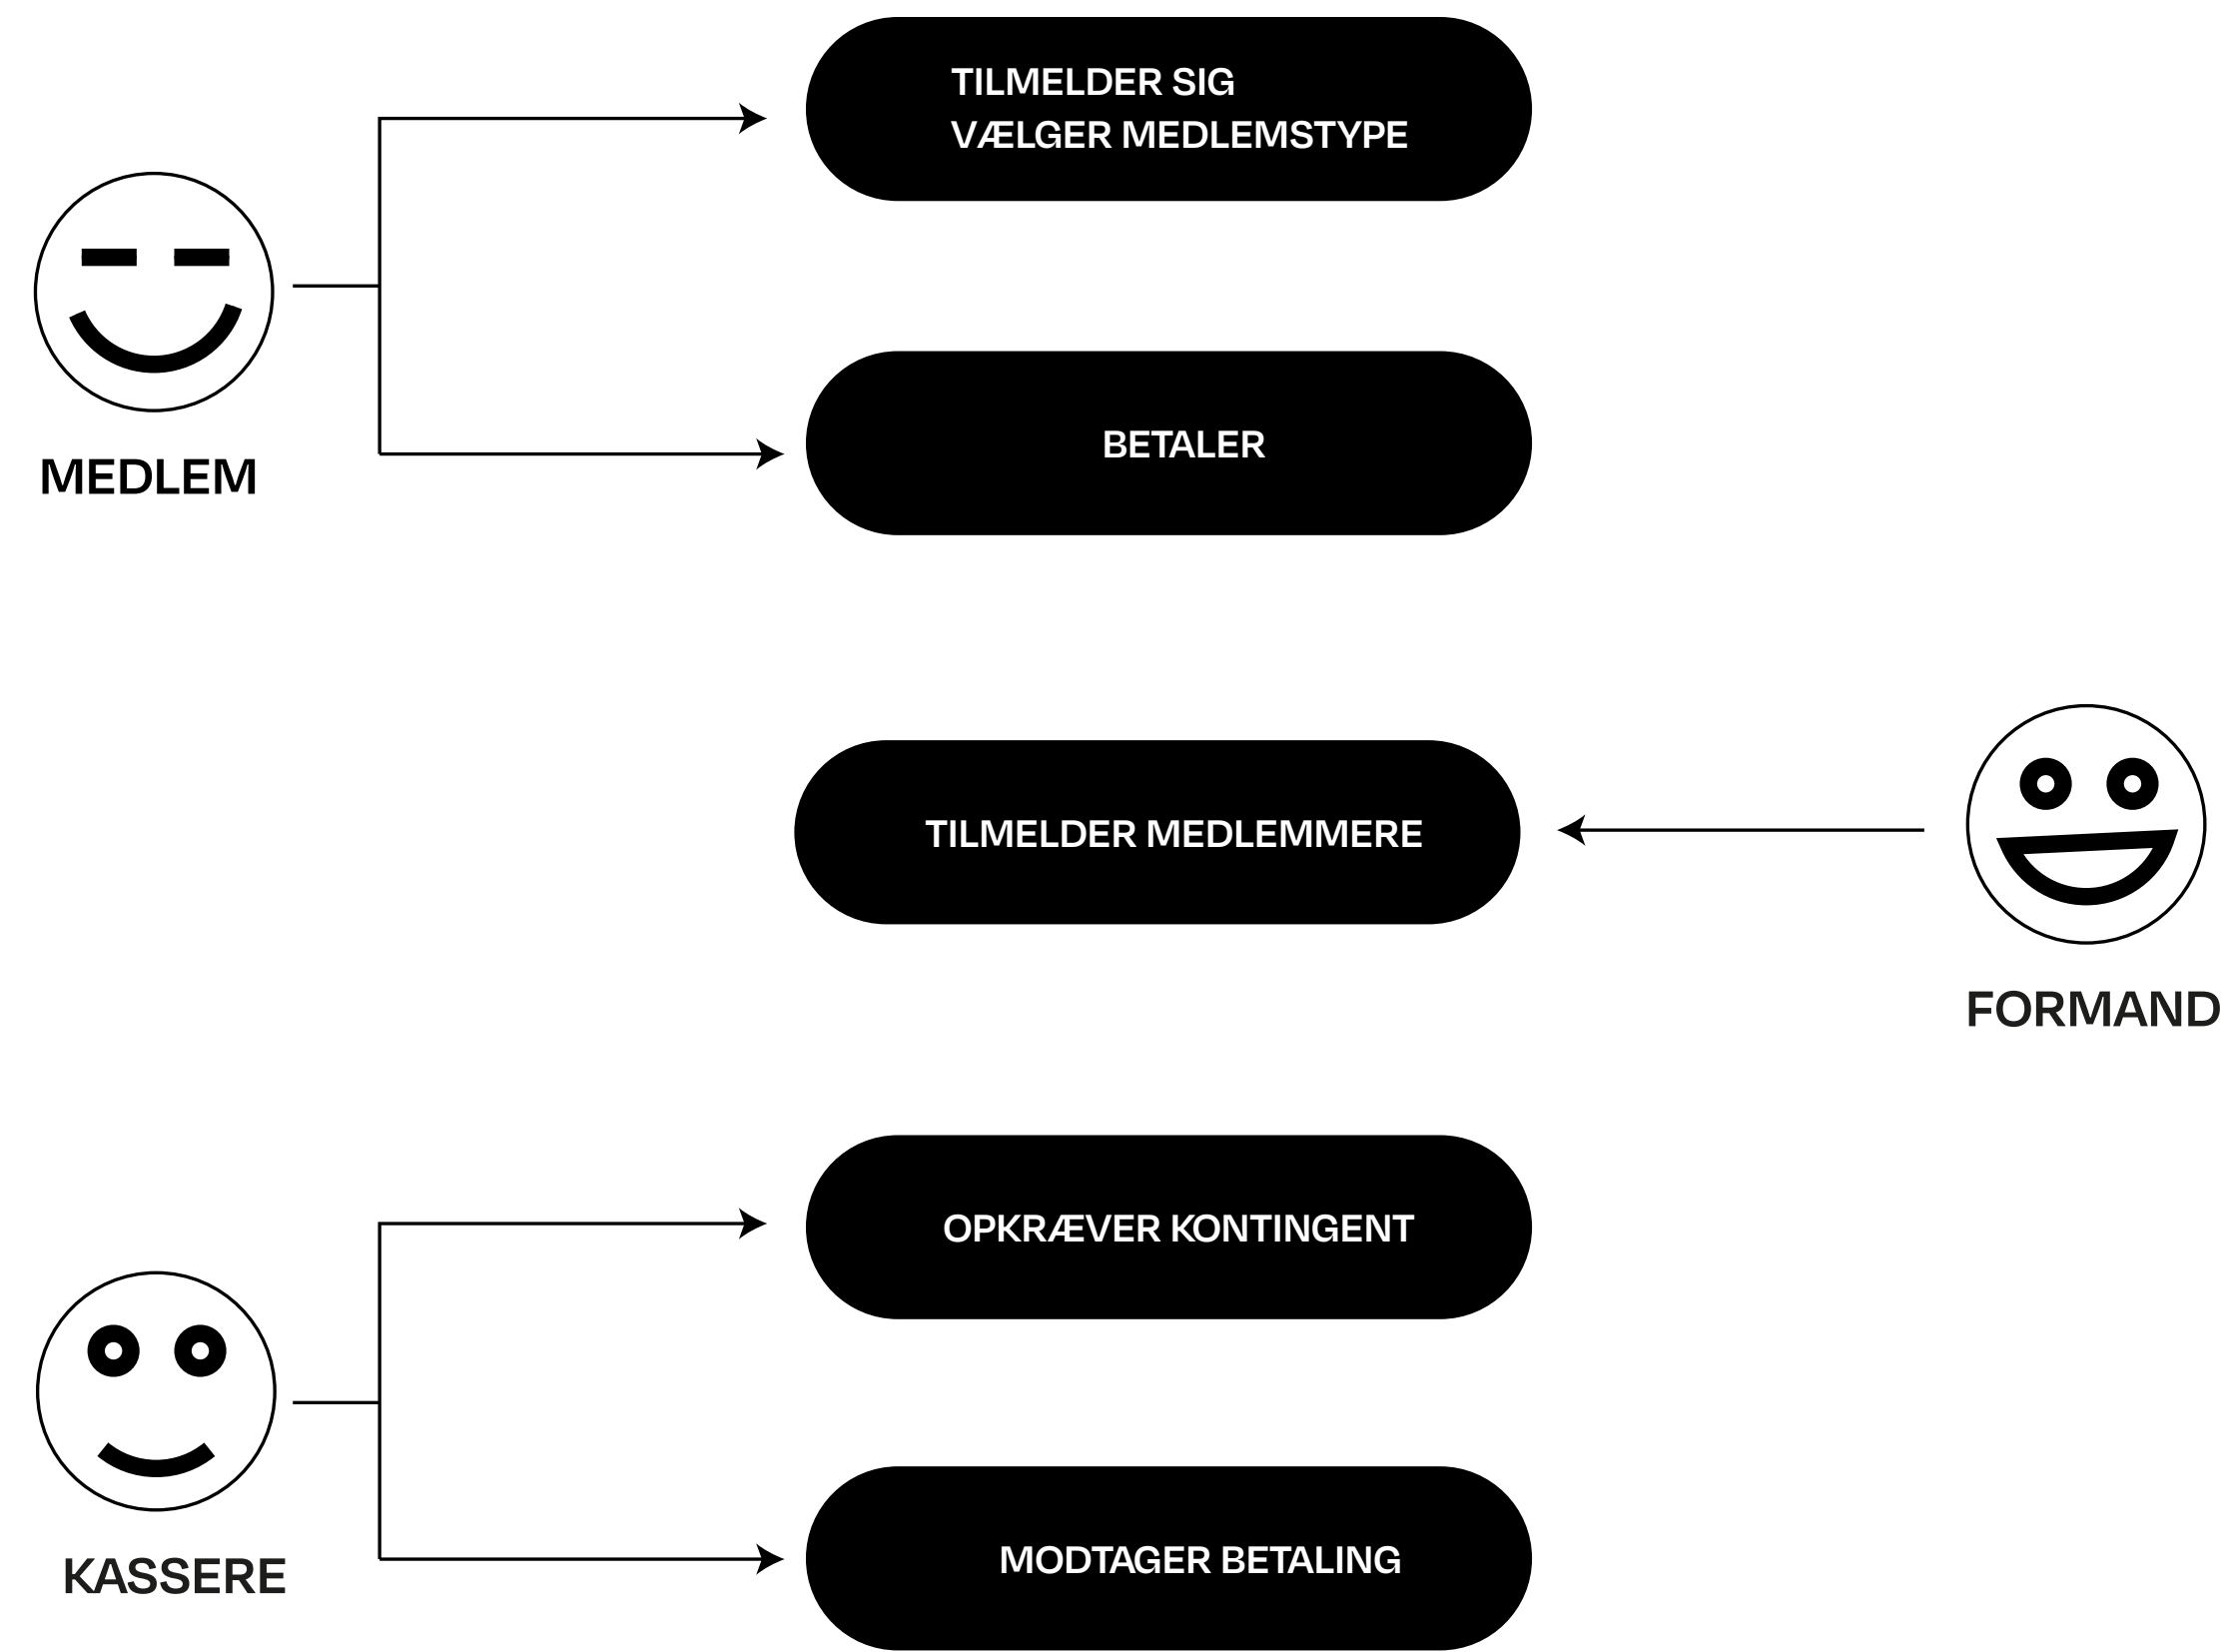 TILMELDER SIG
VÆLGER MEDLEMSTYPE
MEDLEM
BETALER
TILMELDER MEDLEMMERE
FORMAND
OPKRÆVER KONTINGENT
KASSERE
MODTAGER BETALING